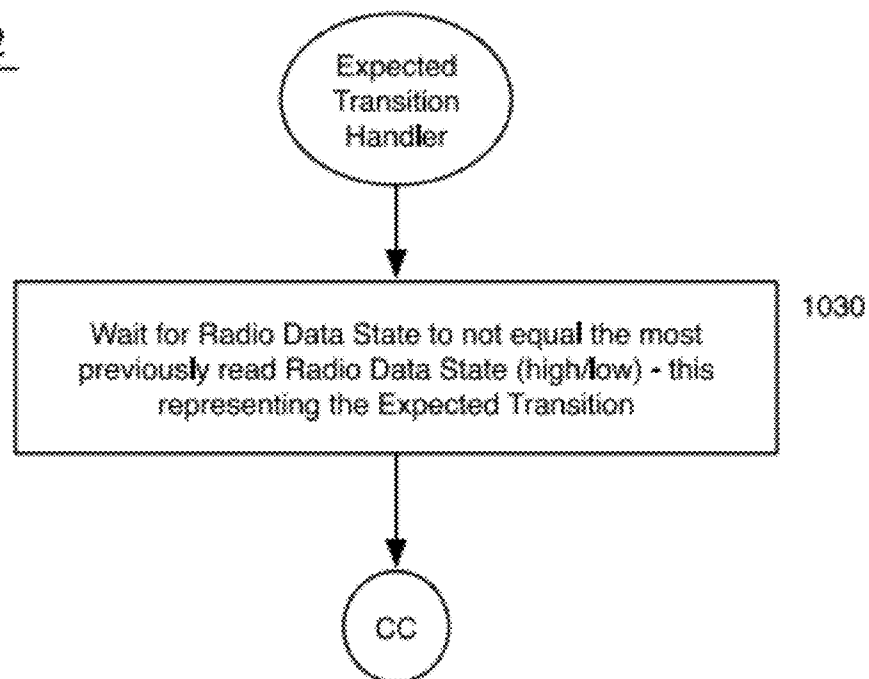 Expected
Transition
Handler
Wait for Radio Data State to not equal the most
previously read Radio Data State (high/low) - this
representing the Expected Transition
1030
CC